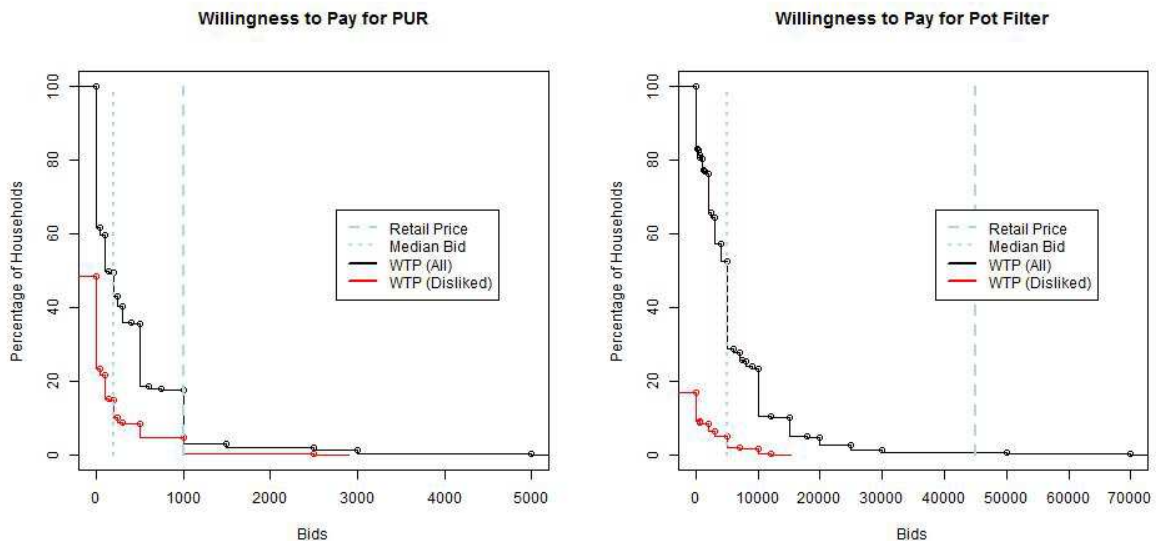 Willingness to Pay for PUR
Percentage of Households
100
80
60
40
20
0
Retail Price
Median Bid
WTP (All)
WTP (Disliked)
0 1000 2000 3000 4000 5000
Bids
Willingness to Pay for Pot Filter
Percentage of Households
100
80
60
40
20
0
Retail Price
Median Bid
WTP (All)
WTP (Disliked)
0 10000 20000 30000 40000 50000 60000 70000
Bids